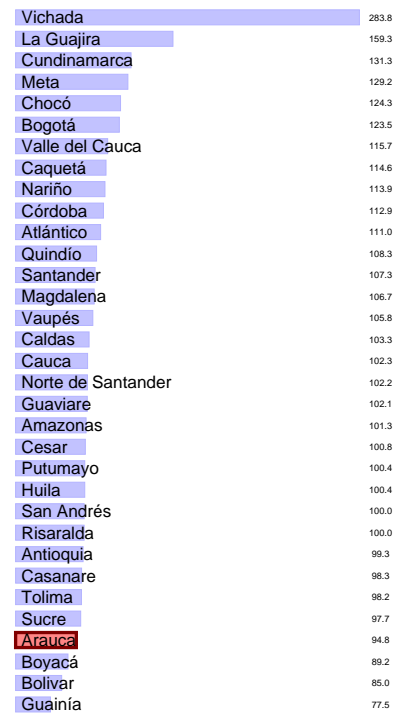 Vichada 283.8
La Guajira 159.3
Cundinamarca 131.3
Meta 129.2
Chocó 124.3
Bogotá 123.5
Valle del Cauca 115.7
Caquetá 114.6
Nariño 113.9
Córdoba 112.9
Atlántico 111.0
Quindío 108.3
Santander 107.3
Magdalena 106.7
Vaupés 105.8
Caldas 103.3
Cauca 102.3
Norte de Santander 102.2
Guaviare 102.1
Amazonas 101.3
Cesar 100.8
Putumayo 100.4
Huila 100.4
San Andrés 100.0
Risaralda 100.0
Antioquia 99.3
Casanare 98.3
Tolima 98.2
Sucre 97.7
Arauca 94.8
Boyacá 89.2
Bolivar 85.0
Guainía 77.5